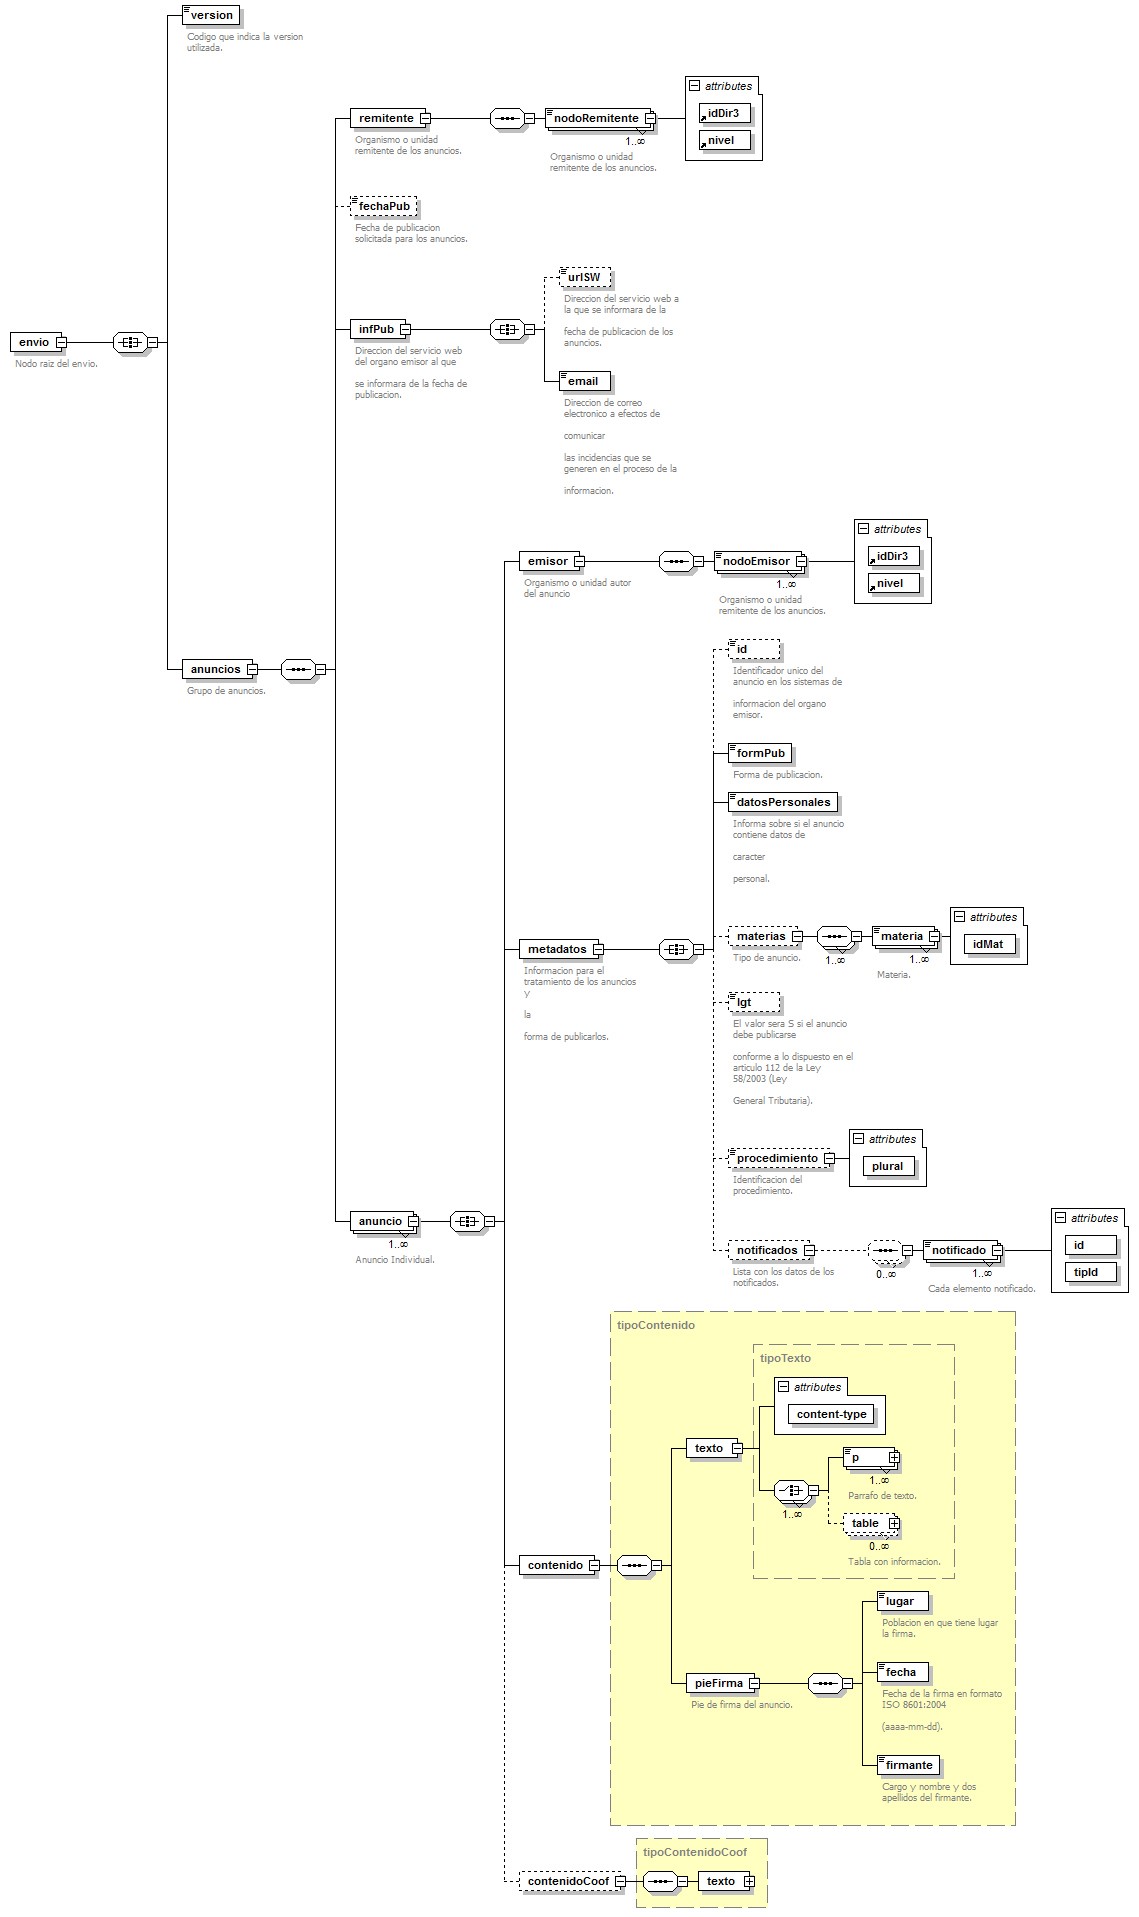 version
Codigo que indica la version
utilizada.
attributes
idDir3
nivel
remitente
Organismo o unidad
remitente de los anuncios.
nodoRemitente
1..∞
Organismo o unidad
remitente de los anuncios.
fechaPub
Fecha de publicacion
solicitada para los anuncios.
urlSW
Direccion del servicio web a
la que se informara de la
fecha de publicacion de los
anuncios.
envio
Nodo raiz del envio.
infPub
Direccion del servicio web
del organo emisor al que
se informara de la fecha de
publicacion.
email
Direccion de correo
electronico a efectos de
comunicar
las incidencias que se
generen en el proceso de la
informacion.
attributes
idDir3
nivel
emisor
Organismo o unidad autor
del anuncio
nodoEmisor
1..∞
Organismo o unidad
remitente de los anuncios.
anuncios
Grupo de anuncios.
id
Identificador unico del
anuncio en los sistemas de
informacion del organo
emisor.
formPub
Forma de publicacion.
datosPersonales
Informa sobre si el anuncio
contiene datos de
caracter
personal.
metadatos
Informacion para el
tratamiento de los anuncios
y
la
forma de publicarlos.
materias
Tipo de anuncio.
1..∞
materia
1..∞
Materia.
attributes
idMat
lgt
El valor sera S si el anuncio
debe publicarse
conforme a lo dispuesto en el
articulo 112 de la Ley
58/2003 (Ley
General Tributaria).
procedimiento
Identificacion del
procedimiento.
attributes
plural
anuncio
1..∞
Anuncio Individual.
notificados
Lista con los datos de los
notificados.
0..∞
notificado
1..∞
Cada elemento notificado.
attributes
id
tipId
tipoContenido
tipoTexto
attributes
content-type
texto
1..∞
p
1..∞
Parrafo de texto.
table
0..∞
Tabla con informacion.
contenido
lugar
Poblacion en que tiene lugar
la firma.
pieFirma
Pie de firma del anuncio.
fecha
Fecha de la firma en formato
ISO 8601:2004
(aaaa-mm-dd).
firmante
Cargo y nombre y dos
apellidos del firmante.
tipoContenidoCoof
contenidoCoof
texto